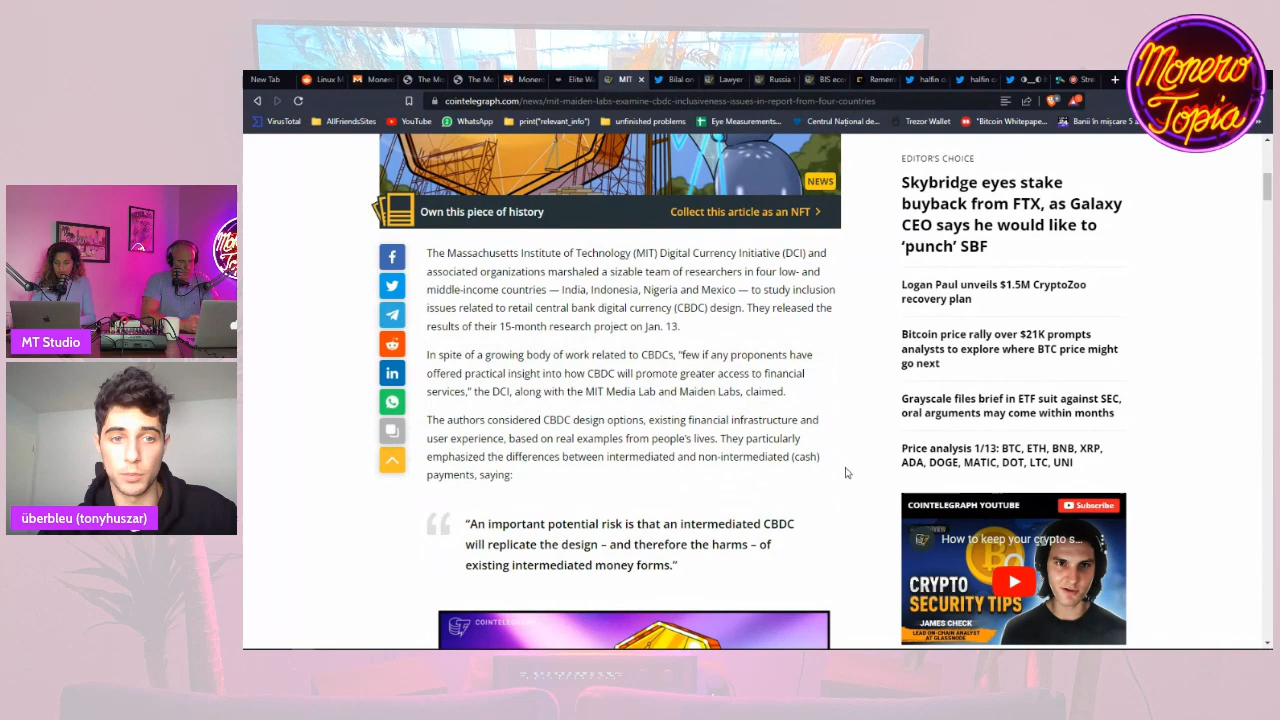 Monero
Topia
New Tab
Linux M
Moner
The Mo
The Mo
Moner
Elite Wa
MIT
Bilal on
Lawyer
Russia t
BIS eco
Remem
halfin c
halfin c
Stre
cointelegraph.com/news/mit-maiden-labs-examine-cbdc-inclusiveness-issues-in-report-from-four-countries
VirusTotal
AllFriendsSites
YouTube
WhatsApp
print("relevant_info")
unfinished problems
Eye Measurements...
Centrul Național de...
Trezor Wallet
"Bitcoin Whitepape...
Banii în mișcare 5
NEWS
Own this piece of history
Collect this article as an NFT >
The Massachusetts Institute of Technology (MIT) Digital Currency Initiative (DCI) and
associated organizations marshaled a sizable team of researchers in four low- and
middle-income countries — India, Indonesia, Nigeria and Mexico — to study inclusion
issues related to retail central bank digital currency (CBDC) design. They released the
results of their 15-month research project on Jan. 13.
In spite of a growing body of work related to CBDCs, "few if any proponents have
offered practical insight into how CBDC will promote greater access to financial
services," the DCI, along with the MIT Media Lab and Maiden Labs, claimed.
The authors considered CBDC design options, existing financial infrastructure and
user experience, based on real examples from people's lives. They particularly
emphasized the differences between intermediated and non-intermediated (cash)
payments, saying:
"An important potential risk is that an intermediated CBDC
will replicate the design – and therefore the harms – of
existing intermediated money forms."
COINTELEGRAPH
EDITOR'S CHOICE
Skybridge eyes stake
buyback from FTX, as Galaxy
CEO says he would like to
‘punch’ SBF
Logan Paul unveils $1.5M CryptoZoo
recovery plan
Bitcoin price rally over $21K prompts
analysts to explore where BTC price might
go next
Grayscale files brief in ETF suit against SEC,
oral arguments may come within months
Price analysis 1/13: BTC, ETH, BNB, XRP,
ADA, DOGE, MATIC, DOT, LTC, UNI
COINTELEGRAPH YOUTUBE
Subscribe
How to keep your crypto s...
CRYPTO
SECURITY TIPS
JAMES CHECK
LEAD ON-CHAIN ANALYST
AT GLASSNODE
MT Studio
überbleu (tonyhuszar)